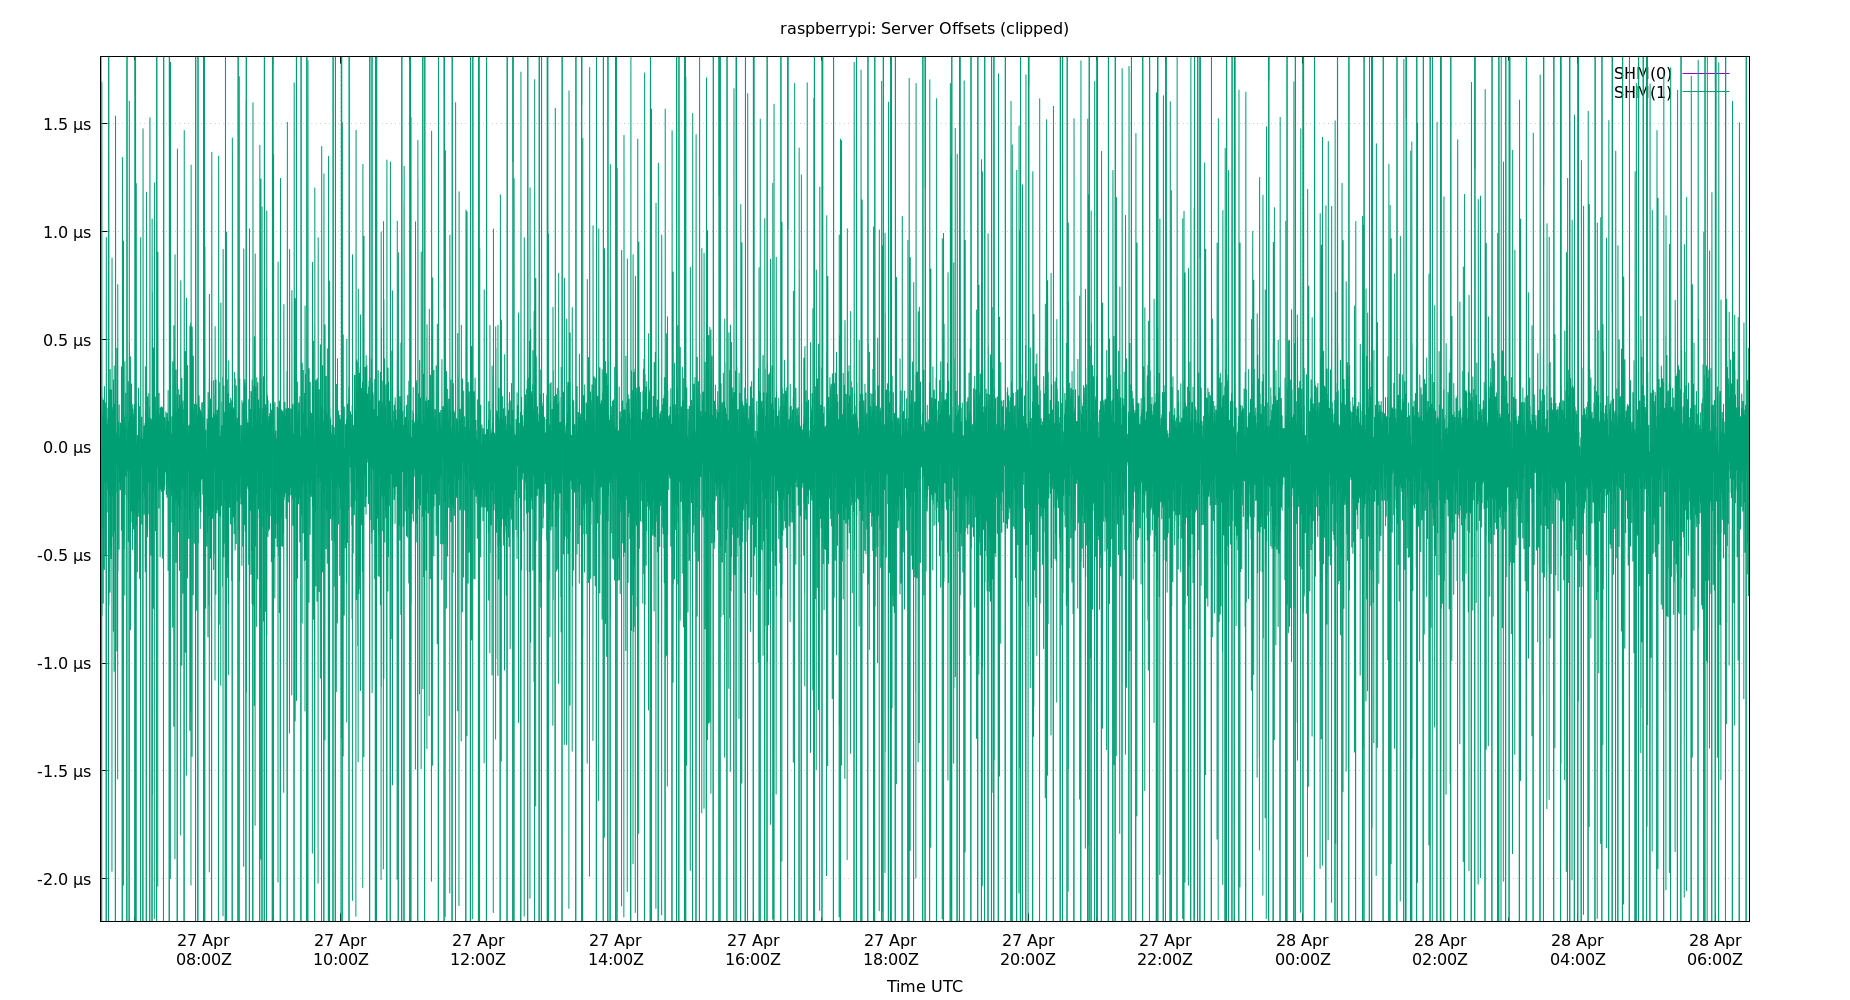 raspberrypi: Server Offsets (clipped)
SHM(0)
SHM(1)
1.5 µs
1.0 µs
0.5 µs
0.0 µs
-0.5 µs
-1.0 µs
-1.5 µs
-2.0 µs
27 Apr 27 Apr 27 Apr 27 Apr 27 Apr 27 Apr 27 Apr 27 Apr 28 Apr 28 Apr 28 Apr 28 Apr
08:00Z 10:00Z 12:00Z 14:00Z 16:00Z 18:00Z 20:00Z 22:00Z 00:00Z 02:00Z 04:00Z 06:00Z
Time UTC